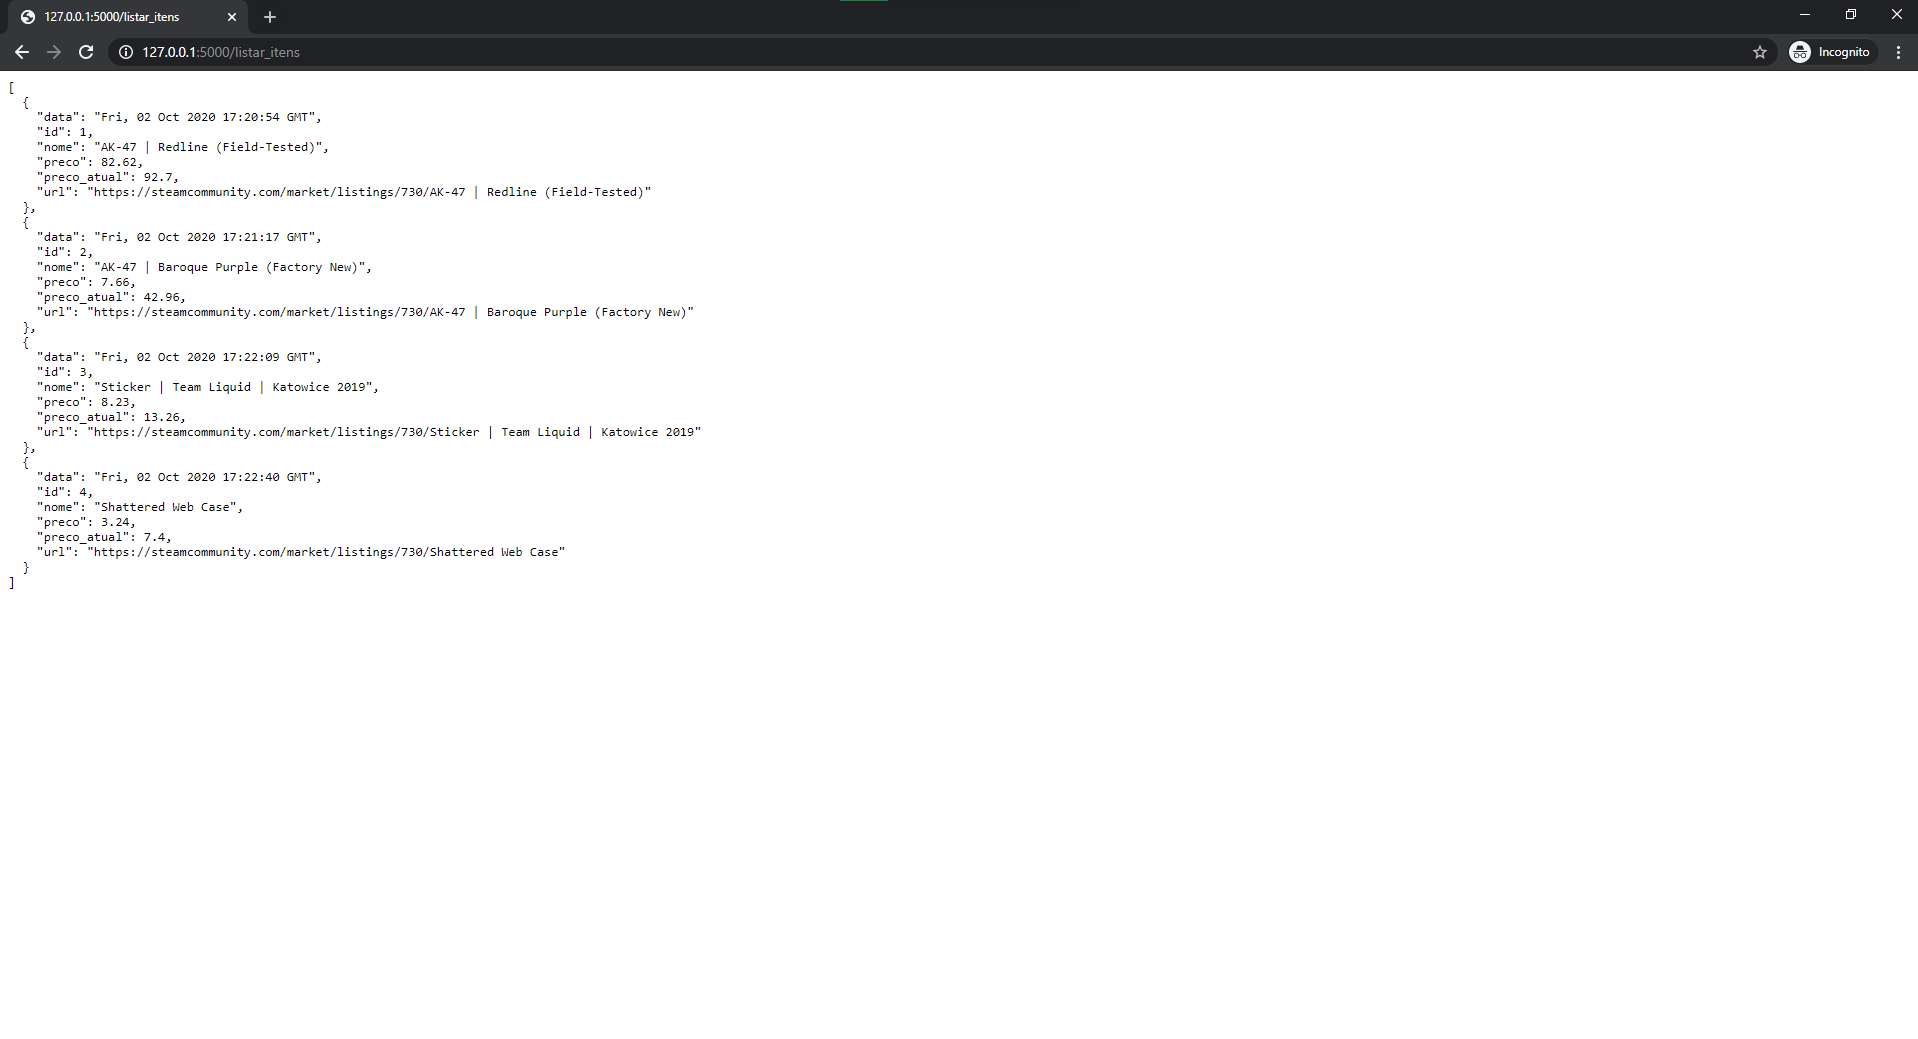 127.0.0.1:5000/listar_itens
127.0.0.1:5000/listar_itens
Incognito
[
  {
    "data": "Fri, 02 Oct 2020 17:20:54 GMT",
    "id": 1,
    "nome": "AK-47 | Redline (Field-Tested)",
    "preco": 82.62,
    "preco_atual": 92.7,
    "url": "https://steamcommunity.com/market/listings/730/AK-47 | Redline (Field-Tested)"
  },
  {
    "data": "Fri, 02 Oct 2020 17:21:17 GMT",
    "id": 2,
    "nome": "AK-47 | Baroque Purple (Factory New)",
    "preco": 7.66,
    "preco_atual": 42.96,
    "url": "https://steamcommunity.com/market/listings/730/AK-47 | Baroque Purple (Factory New)"
  },
  {
    "data": "Fri, 02 Oct 2020 17:22:09 GMT",
    "id": 3,
    "nome": "Sticker | Team Liquid | Katowice 2019",
    "preco": 8.23,
    "preco_atual": 13.26,
    "url": "https://steamcommunity.com/market/listings/730/Sticker | Team Liquid | Katowice 2019"
  },
  {
    "data": "Fri, 02 Oct 2020 17:22:40 GMT",
    "id": 4,
    "nome": "Shattered Web Case",
    "preco": 3.24,
    "preco_atual": 7.4,
    "url": "https://steamcommunity.com/market/listings/730/Shattered Web Case"
  }
]